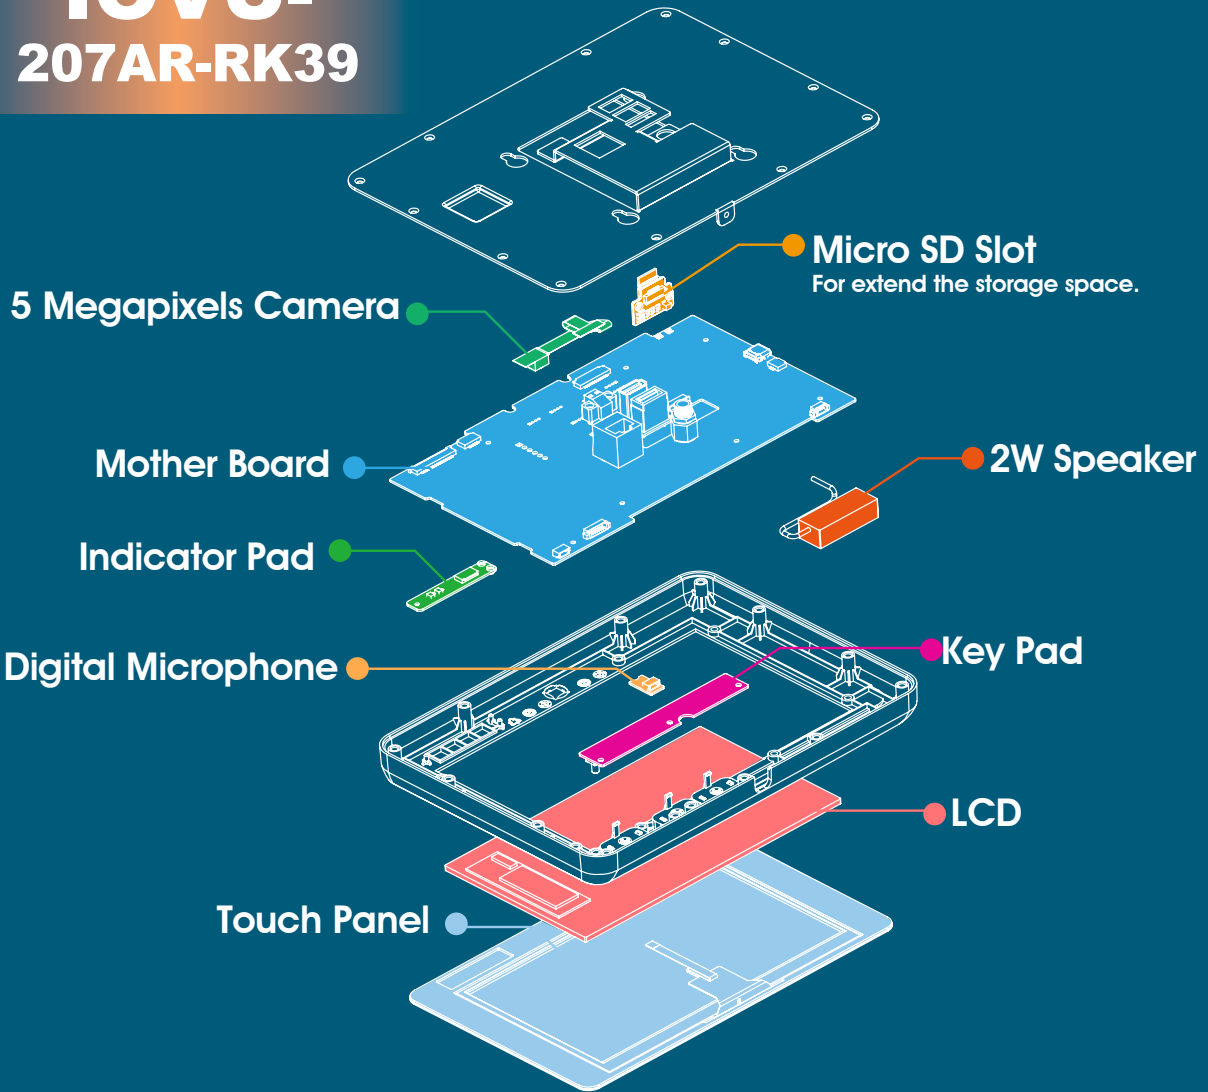 207AR-RK39
Micro SD Slot
For extend the storage space.
5 Megapixels Camera
Mother Board
2W Speaker
Indicator Pad
Digital Microphone
Key Pad
LCD
Touch Panel